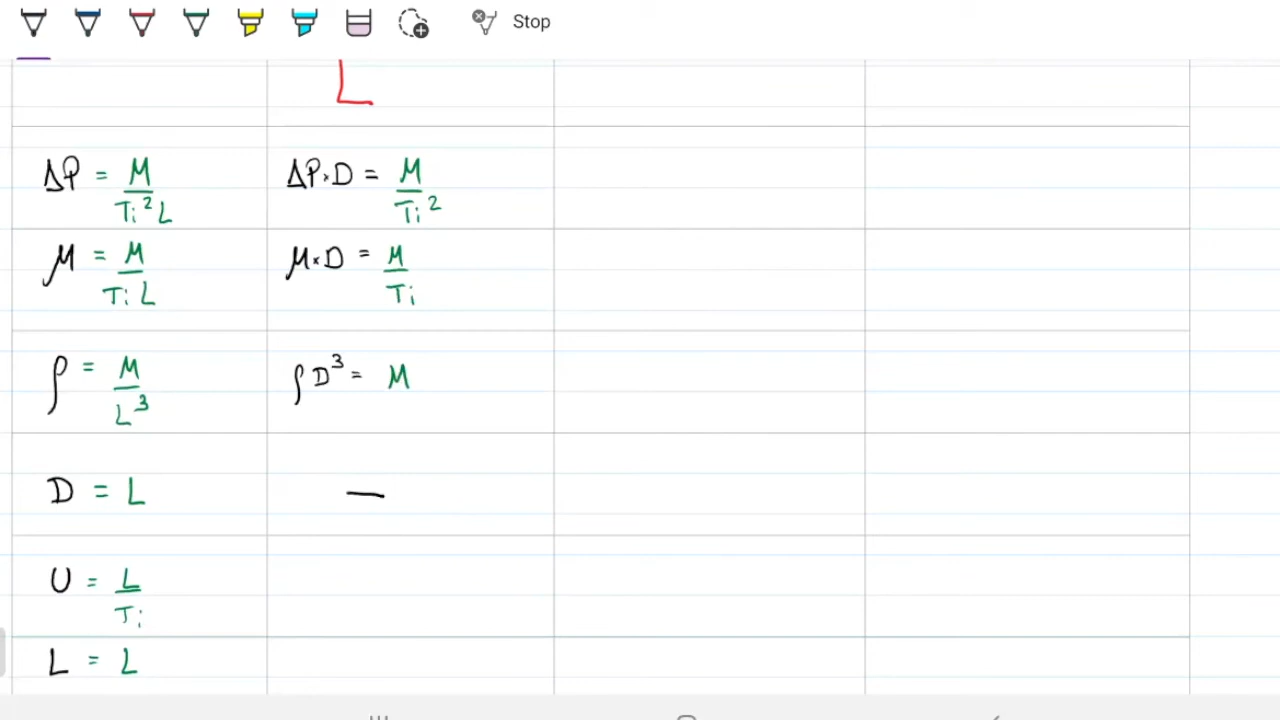 Stop
L
ΔP = M/Ti²L ΔP×D = M/Ti²
μ = M/TiL μ×D = M/Ti
ρ = M/L³ ρD³ = M
D = L —
U = L/Ti
L = L